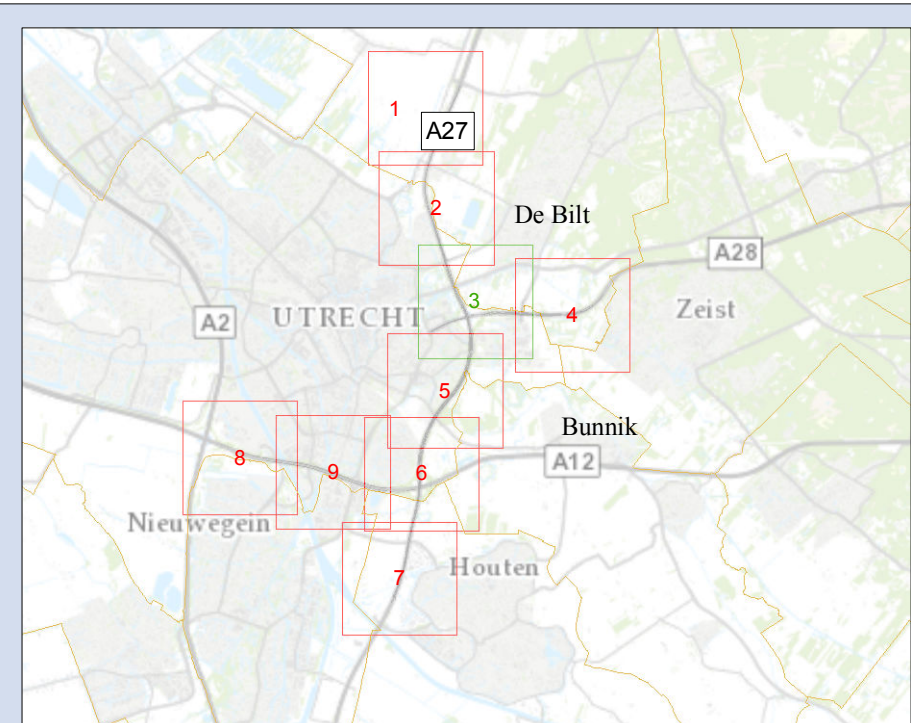 1
A27
2
De Bilt
A28
3
4
UTRECHT
Zeist
A2
5
Bunnik
8
9
6
A12
Nieuwegein
Houten
7